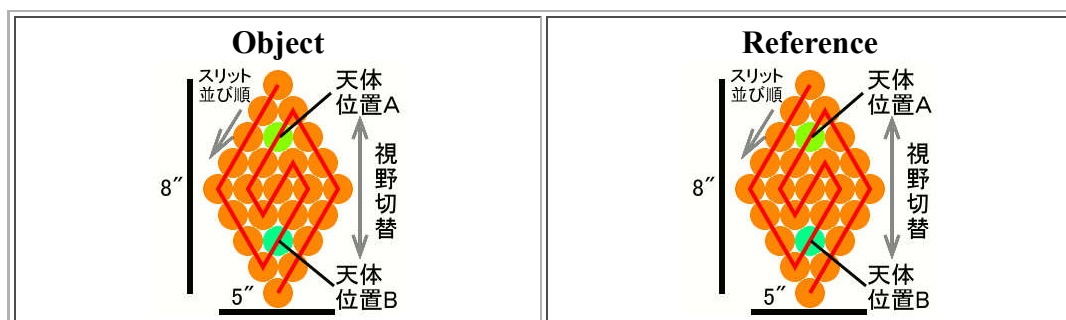 Object
スリット
並び順
天体
位置A
8″
視野切替
天体
位置B
5″
Reference
スリット
並び順
天体
位置A
8″
視野切替
天体
位置B
5″